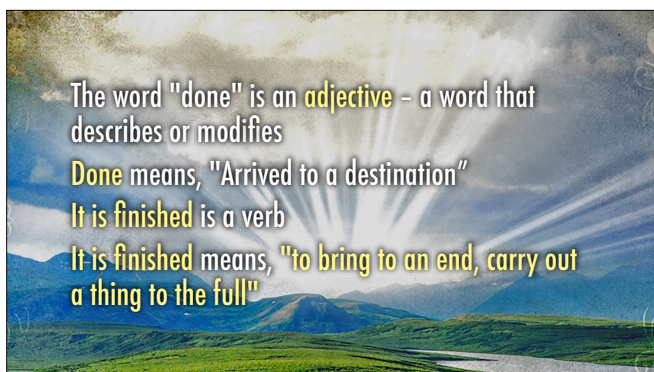 The word "done" is an adjective – a word that
describes or modifies
Done means, "Arrived to a destination”
It is finished is a verb
It is finished means, "to bring to an end, carry out
a thing to the full"